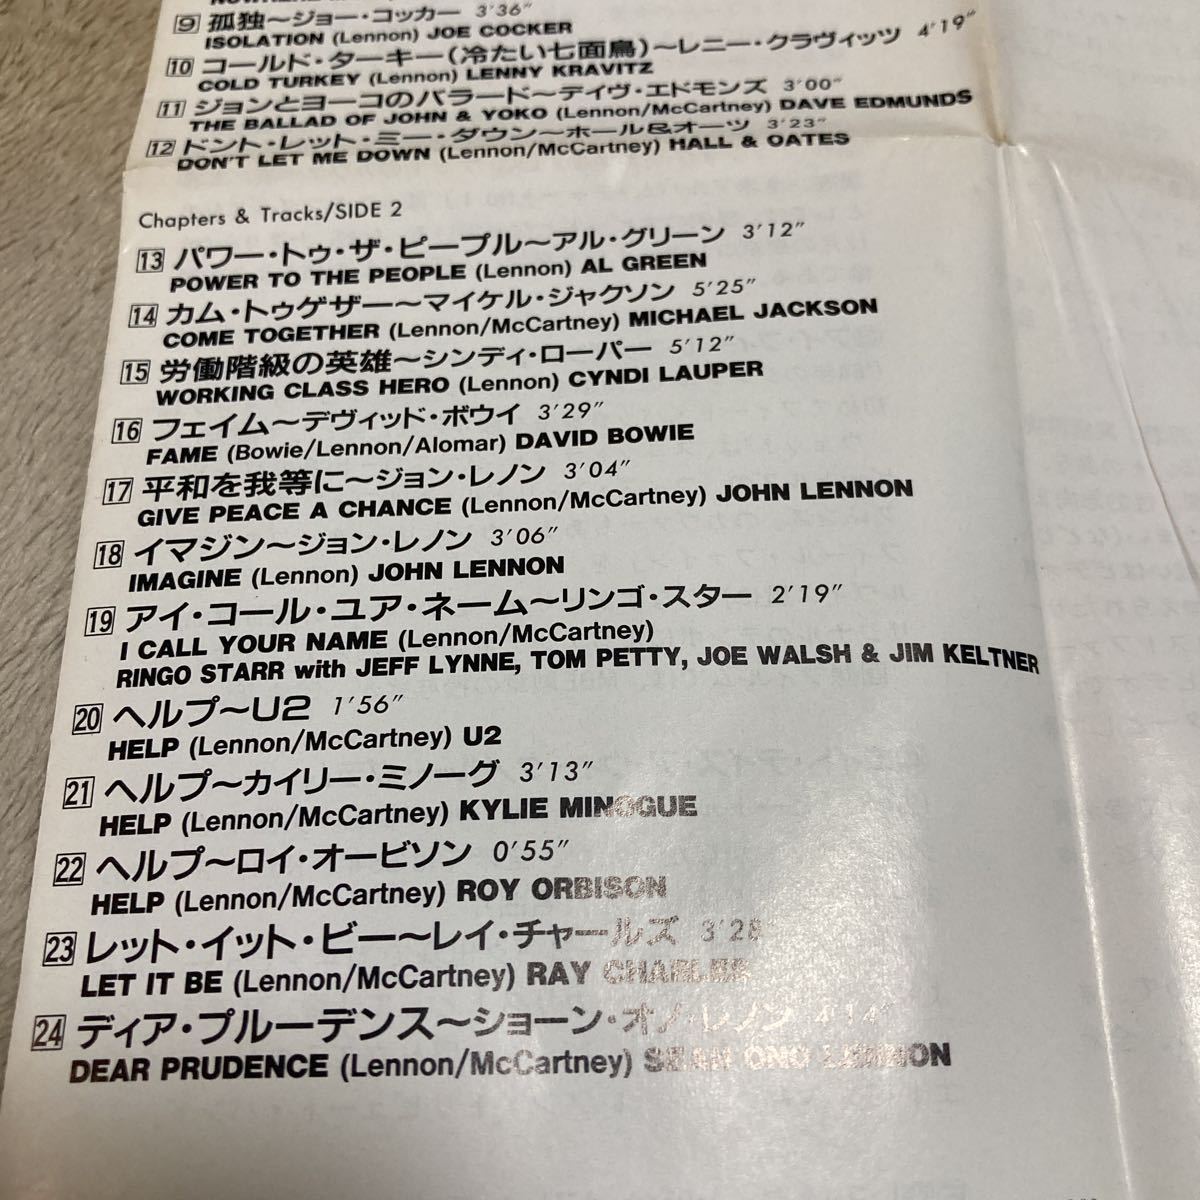 ⑨ 孤独〜ジョー・コッカー 3'36"
ISOLATION (Lennon) JOE COCKER
⑩ コールド・ターキー(冷たい七面鳥)〜レニー・クラヴィッツ 4'19"
COLD TURKEY (Lennon) LENNY KRAVITZ
⑪ ジョンとヨーコのバラード〜デイヴ・エドモンズ 3'00"
THE BALLAD OF JOHN & YOKO (Lennon/McCartney) DAVE EDMUNDS
⑫ ドント・レット・ミー・ダウン〜ホール&オーツ 3'23"
DON'T LET ME DOWN (Lennon/McCartney) HALL & OATES
Chapters & Tracks/SIDE 2
13 パワー・トゥ・ザ・ピープル〜アル・グリーン 3'12"
POWER TO THE PEOPLE (Lennon) AL GREEN
14 カム・トゥゲザー〜マイケル・ジャクソン 5'25"
COME TOGETHER (Lennon/McCartney) MICHAEL JACKSON
15 労働階級の英雄〜シンディ・ローパー 5'12"
WORKING CLASS HERO (Lennon) CYNDI LAUPER
16 フェイム〜デヴィッド・ボウイ 3'29"
FAME (Bowie/Lennon/Alomar) DAVID BOWIE
17 平和を我等に〜ジョン・レノン 3'04"
GIVE PEACE A CHANCE (Lennon/McCartney) JOHN LENNON
18 イマジン〜ジョン・レノン 3'06"
IMAGINE (Lennon) JOHN LENNON
19 アイ・コール・ユア・ネーム〜リンゴ・スター 2'19"
I CALL YOUR NAME (Lennon/McCartney)
RINGO STARR with JEFF LYNNE, TOM PETTY, JOE WALSH & JIM KELTNER
20 ヘルプ〜U2 1'56"
HELP (Lennon/McCartney) U2
21 ヘルプ〜カイリー・ミノーグ 3'13"
HELP (Lennon/McCartney) KYLIE MINOGUE
22 ヘルプ〜ロイ・オービソン 0'55"
HELP (Lennon/McCartney) ROY ORBISON
23 レット・イット・ビー〜レイ・チャールズ 3'28"
LET IT BE (Lennon/McCartney) RAY CHARLES
24 ディア・プルーデンス〜ショーン・オノ・レノン 4'14"
DEAR PRUDENCE (Lennon/McCartney) SEAN ONO LENNON